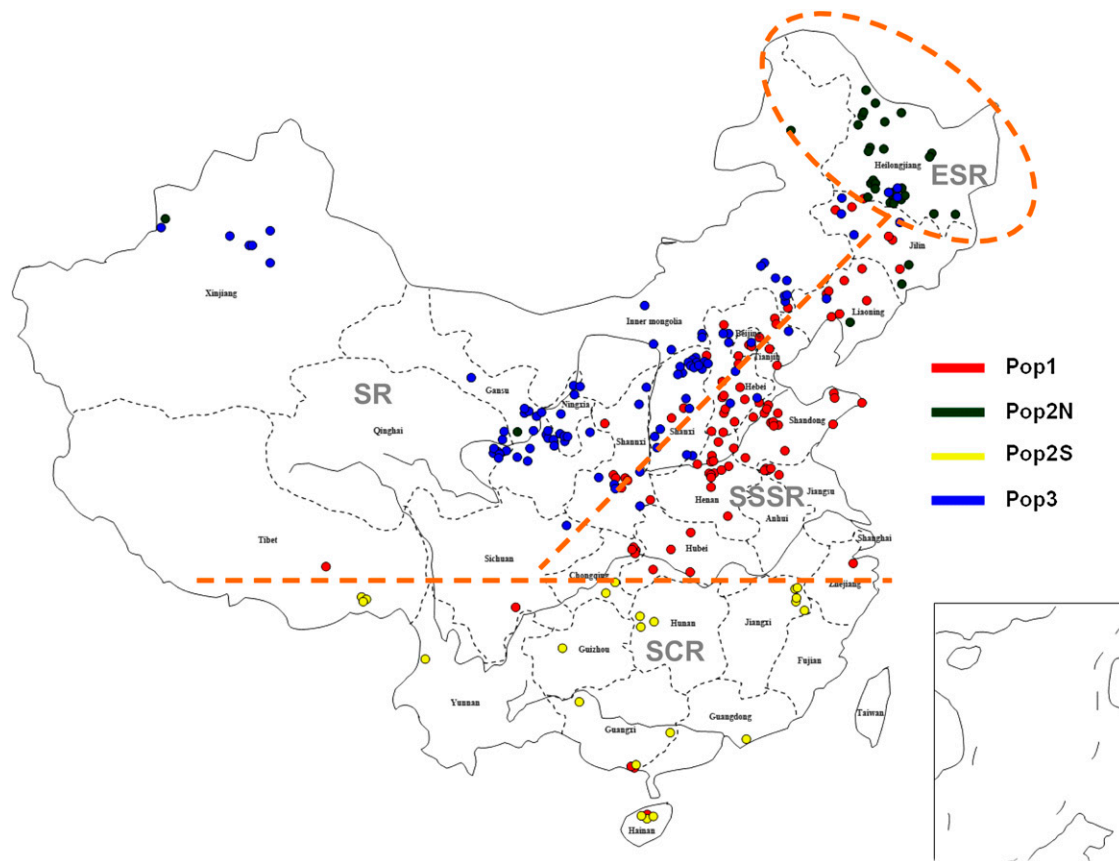 Heilongjiang
ESR
Jilin
Xinjiang
Liaoning
Inner mongolia
Beijing
Tianjin
Pop1
Gansu
Hebei
SR
Ningxia
Pop2N
Shandong
Qinghai
Shanxi
Shanxi
Pop2S
SSSR
Jiangsu
Henan
Pop3
Anhui
Tibet
Shanghai
Hubei
Sichuan
Chongqing
Zhejiang
Hunan
Jiangxi
Guizhou
SCR
Fujian
Yunnan
Taiwan
Guangdong
Guangxi
Hainan